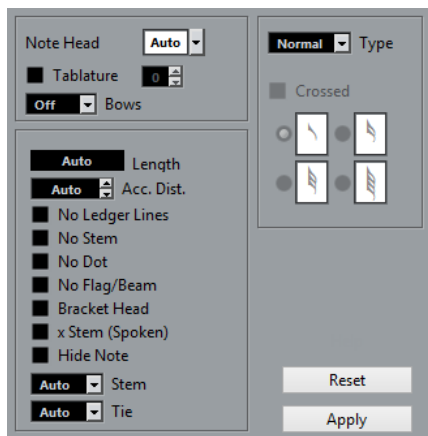 Note Head Auto
Tablature 0
Off Bows
Auto Length
Auto Acc. Dist.
No Ledger Lines
No Stem
No Dot
No Flag/Beam
Bracket Head
x Stem (Spoken)
Hide Note
Auto Stem
Auto Tie
Normal Type
Crossed
Reset
Apply